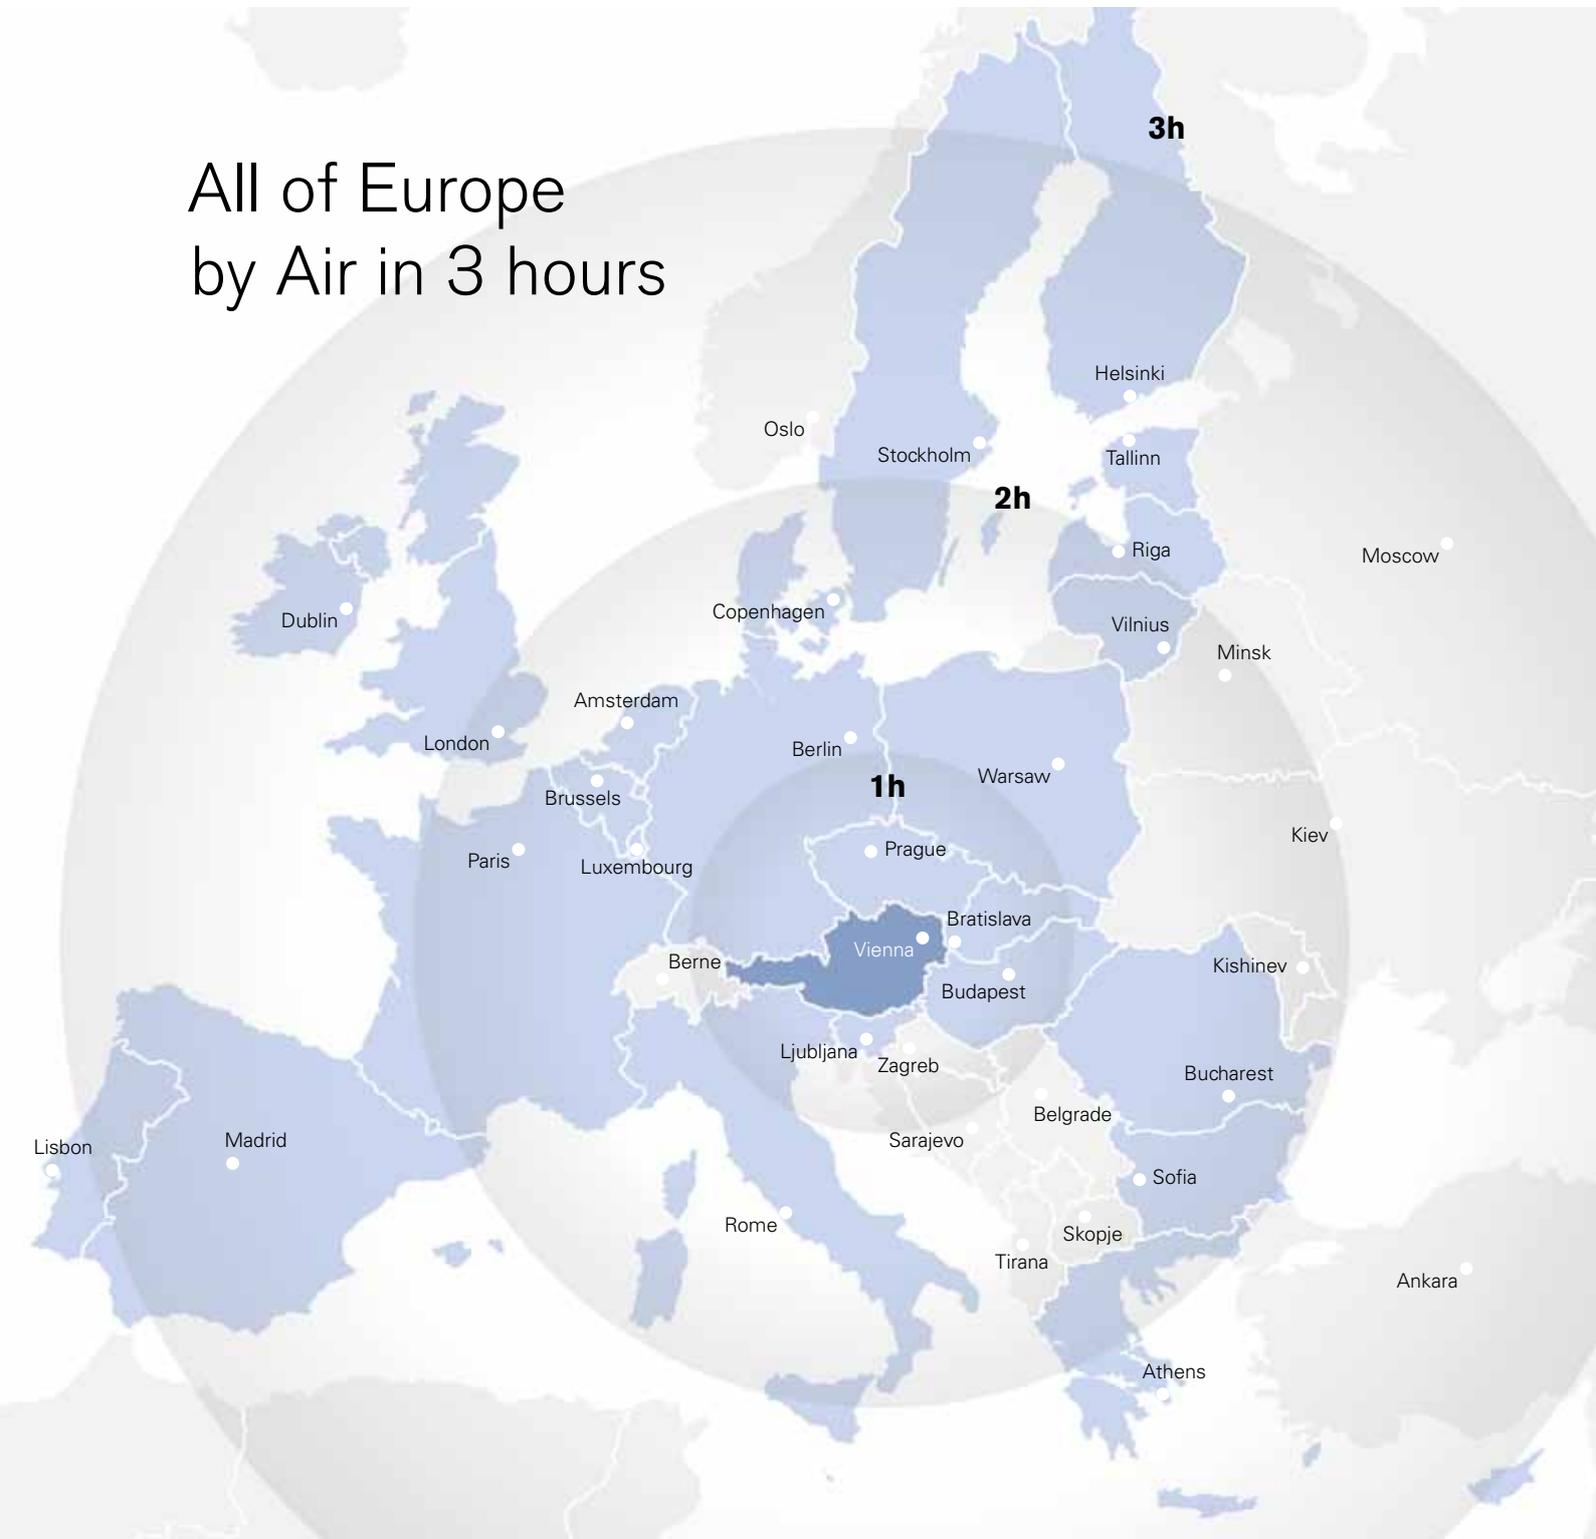 All of Europe
by Air in 3 hours
3h
Helsinki
Oslo
Stockholm
Tallinn
2h
Riga
Moscow
Copenhagen
Dublin
Vilnius
Minsk
Amsterdam
London
Berlin
Warsaw
1h
Brussels
Kiev
Prague
Paris
Luxembourg
Bratislava
Vienna
Berne
Kishinev
Budapest
Ljubljana
Zagreb
Bucharest
Belgrade
Sarajevo
Madrid
Lisbon
Sofia
Rome
Skopje
Tirana
Ankara
Athens